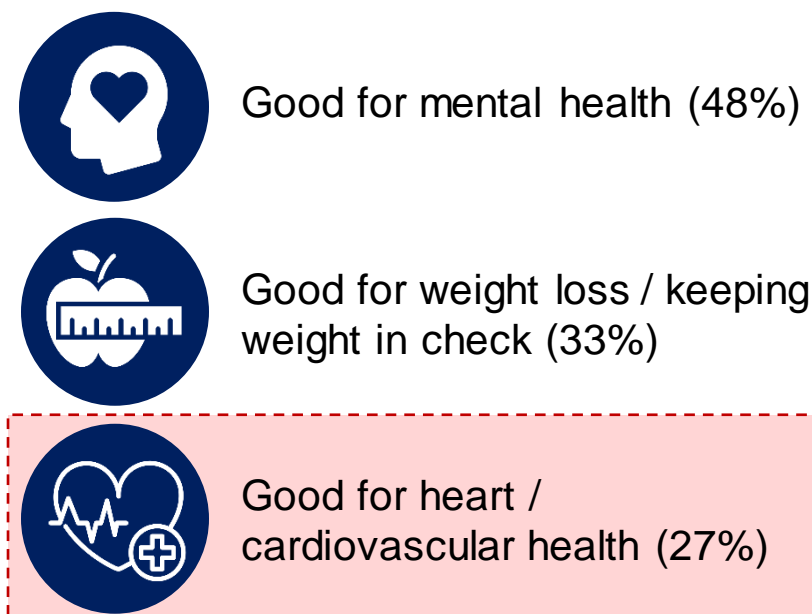 Good for mental health (48%)
Good for weight loss / keeping
weight in check (33%)
Good for heart /
cardiovascular health (27%)